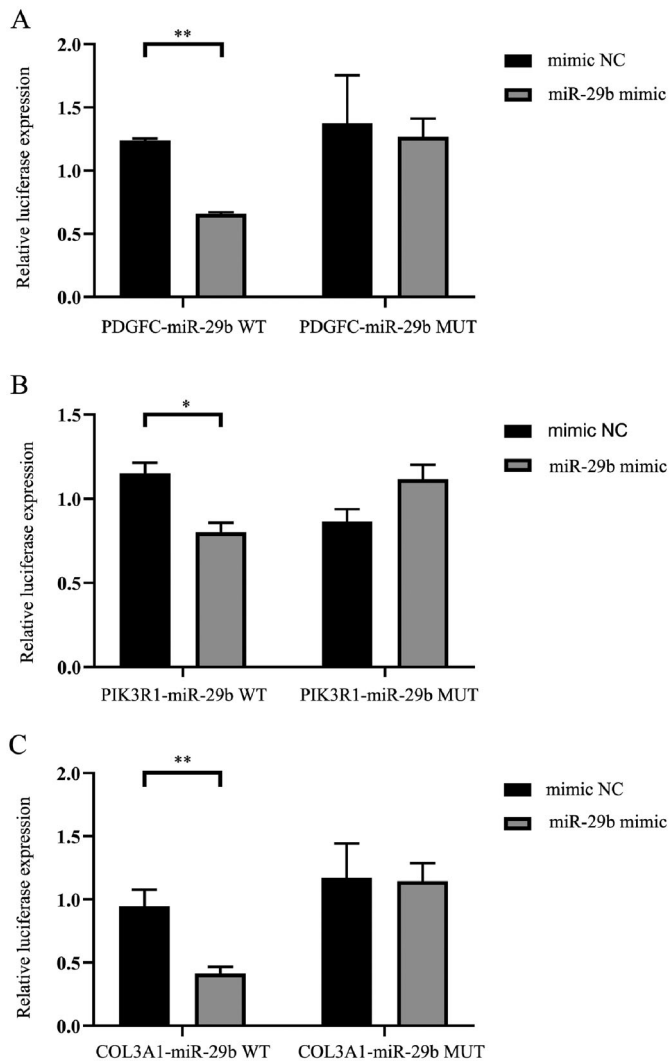 A
Relative luciferase expression
2.0
1.5
1.0
0.5
0.0
**
mimic NC
miR-29b mimic
PDGFC-miR-29b WT
PDGFC-miR-29b MUT
B
Relative luciferase expression
1.5
1.0
0.5
0.0
*
mimic NC
miR-29b mimic
PIK3R1-miR-29b WT
PIK3R1-miR-29b MUT
C
Relative luciferase expression
2.0
1.5
1.0
0.5
0.0
**
mimic NC
miR-29b mimic
COL3A1-miR-29b WT
COL3A1-miR-29b MUT